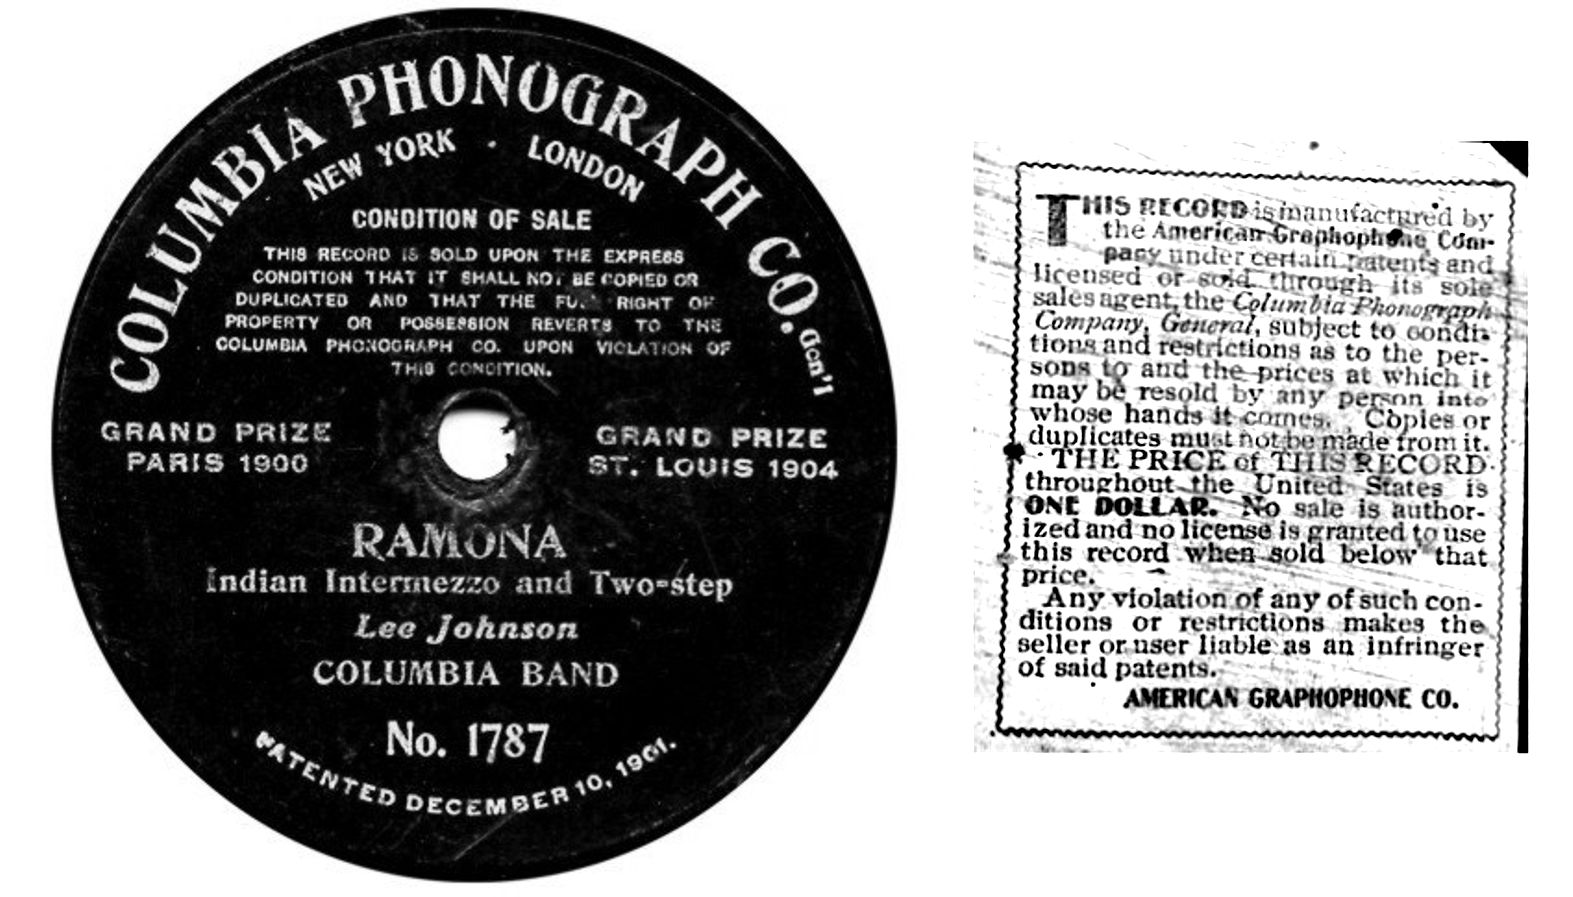 COLUMBIA PHONOGRAPH CO. Gen'l
NEW YORK · LONDON
CONDITION OF SALE
THIS RECORD IS SOLD UPON THE EXPRESS
CONDITION THAT IT SHALL NOT BE COPIED OR
DUPLICATED AND THAT THE RIGHT OF
PROPERTY OR POSSESSION REVERTS TO THE
COLUMBIA PHONOGRAPH CO. UPON VIOLATION OF
THIS CONDITION.
GRAND PRIZE
PARIS 1900
GRAND PRIZE
ST. LOUIS 1904
RAMONA
Indian Intermezzo and Two-step
Lee Johnson
COLUMBIA BAND
No. 1787
PATENTED DECEMBER 10, 1901.
THIS RECORD is manufactured by
the American Graphophone Com-
pany under certain patents and
licensed or sold through its sole
sales agent, the Columbia Phonograph
Company, General, subject to condi-
tions and restrictions as to the per-
sons to and the prices at which it
may be resold by any person into
whose hands it comes. Copies or
duplicates must not be made from it.
THE PRICE of THIS RECORD
throughout the United States is
ONE DOLLAR. No sale is author-
ized and no license is granted to use
this record when sold below that
price.
Any violation of any of such con-
ditions or restrictions makes the
seller or user liable as an infringer
of said patents.
AMERICAN GRAPHOPHONE CO.